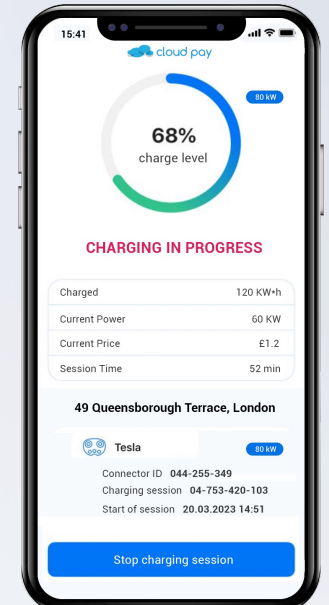 15:41
cloud pay
80 kW
68%
charge level
CHARGING IN PROGRESS
Charged 120 KW•h
Current Power 60 KW
Current Price £1.2
Session Time 52 min
49 Queensborough Terrace, London
Tesla 80 kW
Connector ID 044-255-349
Charging session 04-753-420-103
Start of session 20.03.2023 14:51
Stop charging session